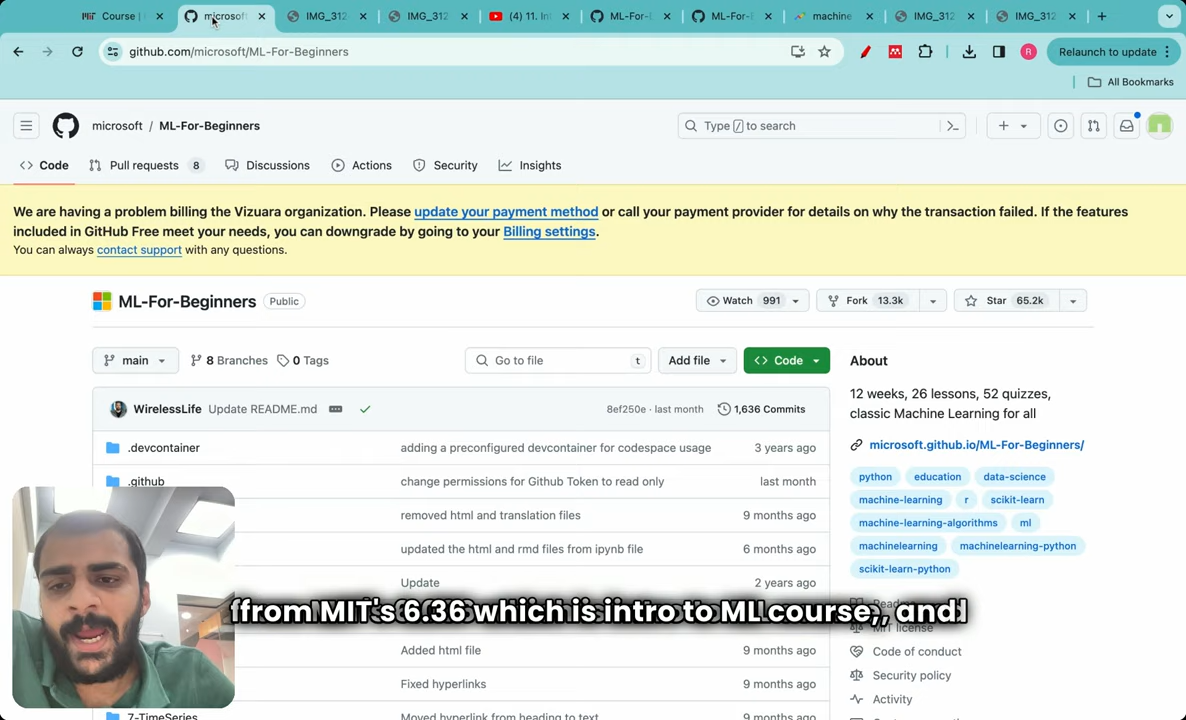 Course |
microsof
IMG_312
IMG_312
(4) 11. In
ML-For-
ML-For-
machine
IMG_312
IMG_312
github.com/microsoft/ML-For-Beginners
R
Relaunch to update
All Bookmarks
microsoft / ML-For-Beginners
Type / to search
Code
Pull requests 8
Discussions
Actions
Security
Insights
We are having a problem billing the Vizuara organization. Please update your payment method or call your payment provider for details on why the transaction failed. If the features
included in GitHub Free meet your needs, you can downgrade by going to your Billing settings.
You can always contact support with any questions.
ML-For-Beginners Public
Watch 991
Fork 13.3k
Star 65.2k
main
8 Branches
0 Tags
Go to file t
Add file
Code
About
12 weeks, 26 lessons, 52 quizzes,
classic Machine Learning for all
microsoft.github.io/ML-For-Beginners/
python education data-science
machine-learning r scikit-learn
machine-learning-algorithms ml
machinelearning machinelearning-python
scikit-learn-python
WirelessLife Update README.md 8ef250e · last month 1,636 Commits
.devcontainer adding a preconfigured devcontainer for codespace usage 3 years ago
.github change permissions for Github Token to read only last month
removed html and translation files 9 months ago
updated the html and rmd files from ipynb file 6 months ago
Update 2 years ago
from MIT's 6.36 which is intro to ML course, and
Readme
MIT license
Added html file 9 months ago
Code of conduct
Fixed hyperlinks 9 months ago
Security policy
Activity
7-TimeSeries Moved hyperlink from heading to text 9 months ago